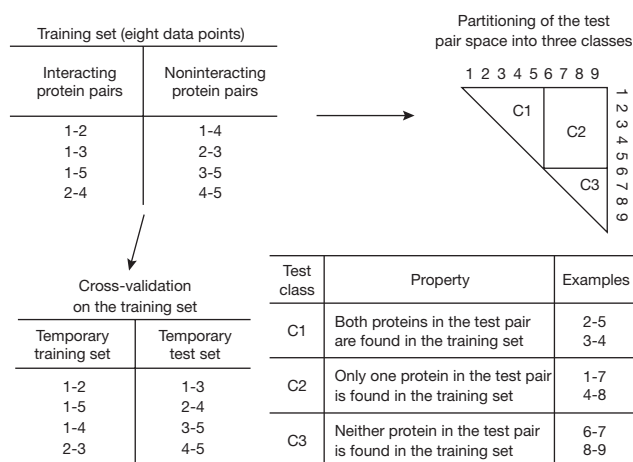 Training set (eight data points)
Interacting protein pairs
Noninteracting protein pairs
1-2 1-4
1-3 2-3
1-5 3-5
2-4 4-5
Partitioning of the test
pair space into three classes
1 2 3 4 5 6 7 8 9
C1
C2
C3
1 2 3 4 5 6 7 8 9
Cross-validation
on the training set
Temporary training set
Temporary test set
1-2 1-3
1-5 2-4
1-4 3-5
2-3 4-5
Test class
Property
Examples
C1
Both proteins in the test pair
are found in the training set
2-5
3-4
C2
Only one protein in the test pair
is found in the training set
1-7
4-8
C3
Neither protein in the test pair
is found in the training set
6-7
8-9